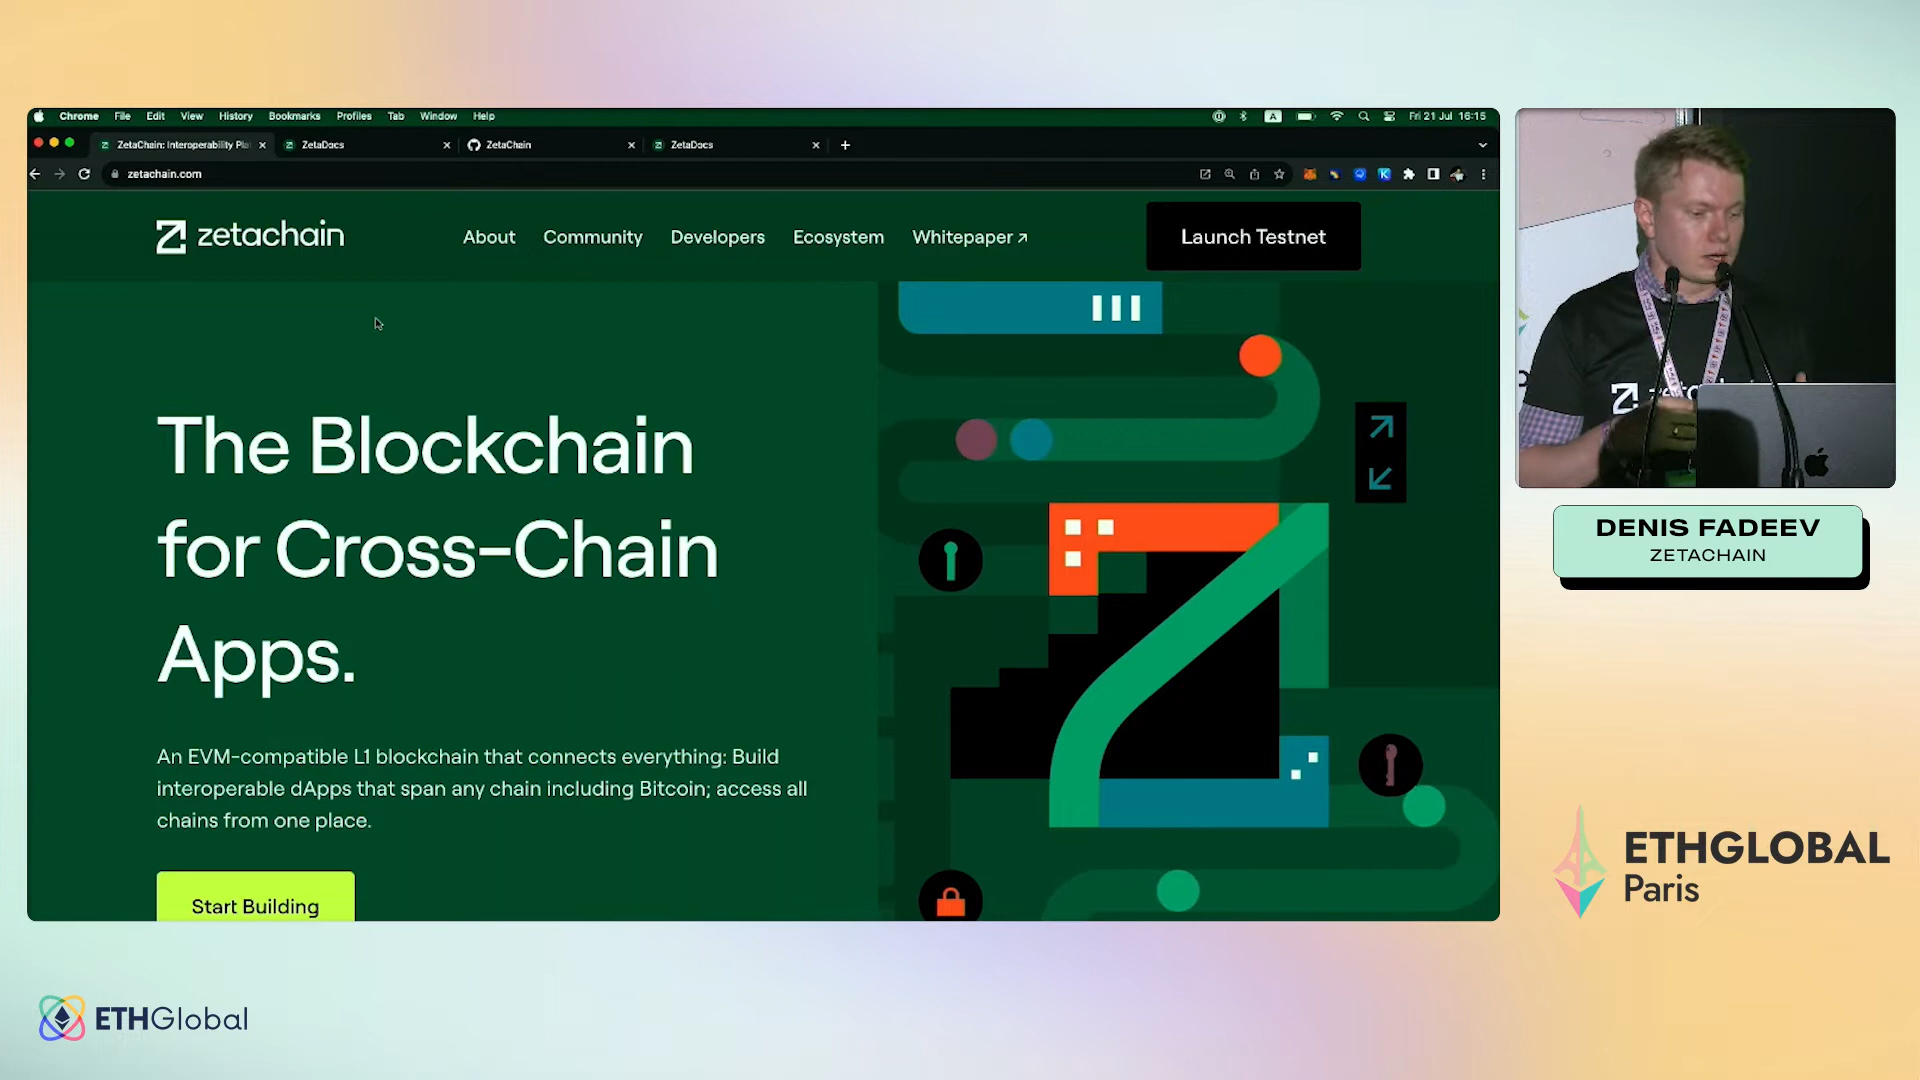 Chrome File Edit View History Bookmarks Profiles Tab Window Help
A
Fri 21 Jul 16:15
ZetaChain: Interoperability Pla
ZetaDocs
ZetaChain
ZetaDocs
zetachain.com
K
zetachain
About
Community
Developers
Ecosystem
Whitepaper ↗
Launch Testnet
The Blockchain
for Cross-Chain
Apps.
An EVM-compatible L1 blockchain that connects everything: Build
interoperable dApps that span any chain including Bitcoin; access all
chains from one place.
Start Building
DENIS FADEEV
ZETACHAIN
ETHGLOBAL
Paris
ETHGlobal